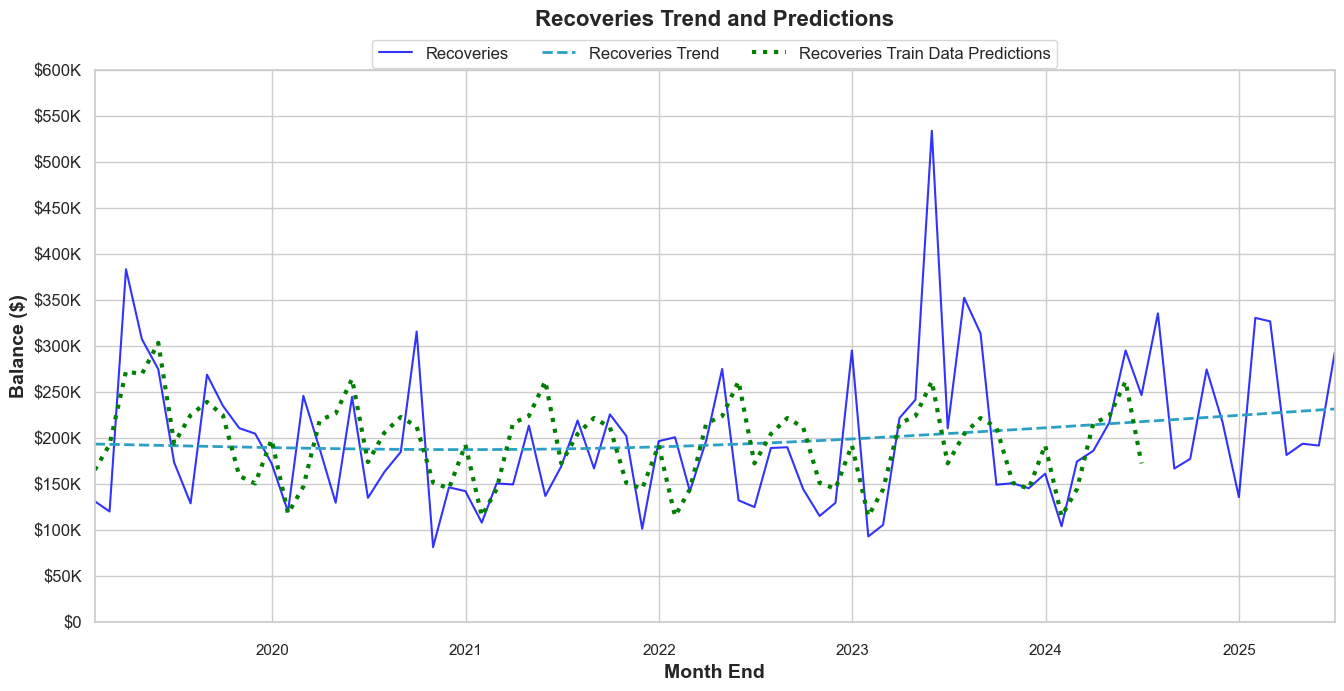 Recoveries Trend and Predictions
Recoveries Recoveries Trend Recoveries Train Data Predictions
$600K
$550K
$500K
$450K
$400K
$350K
$300K
$250K
$200K
$150K
$100K
$50K
$0
Balance ($)
2020 2021 2022 2023 2024 2025
Month End